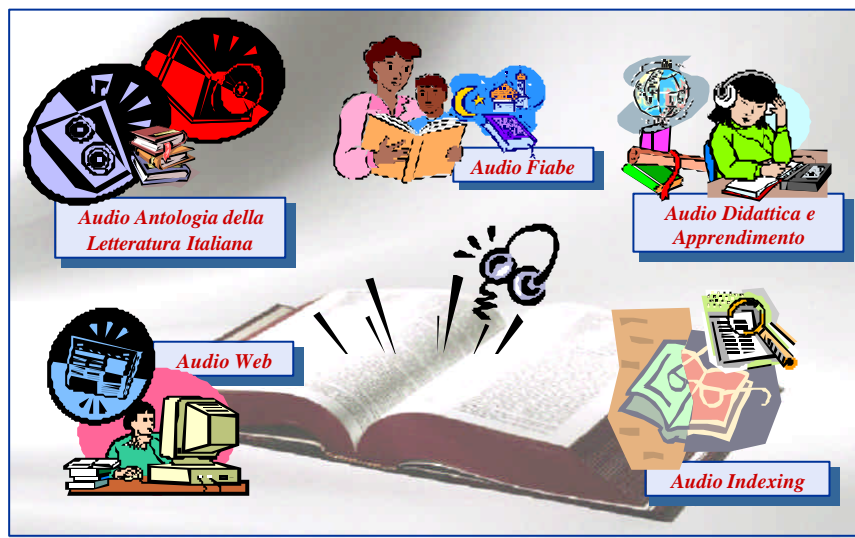 Audio Fiabe
Audio Antologia della
Letteratura Italiana
Audio Didattica e
Apprendimento
Audio Web
Audio Indexing